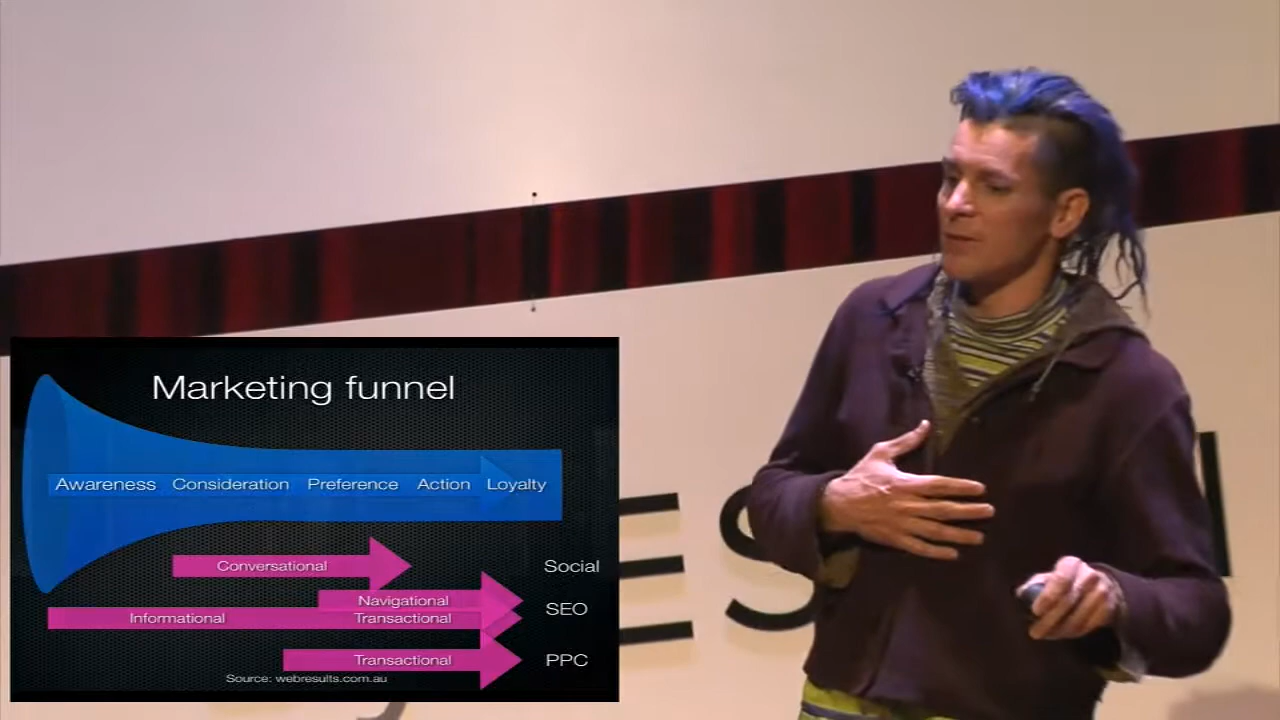 Marketing funnel
Awareness Consideration Preference Action Loyalty
Conversational Social
Navigational
Informational Transactional SEO
Transactional PPC
Source: webresults.com.au